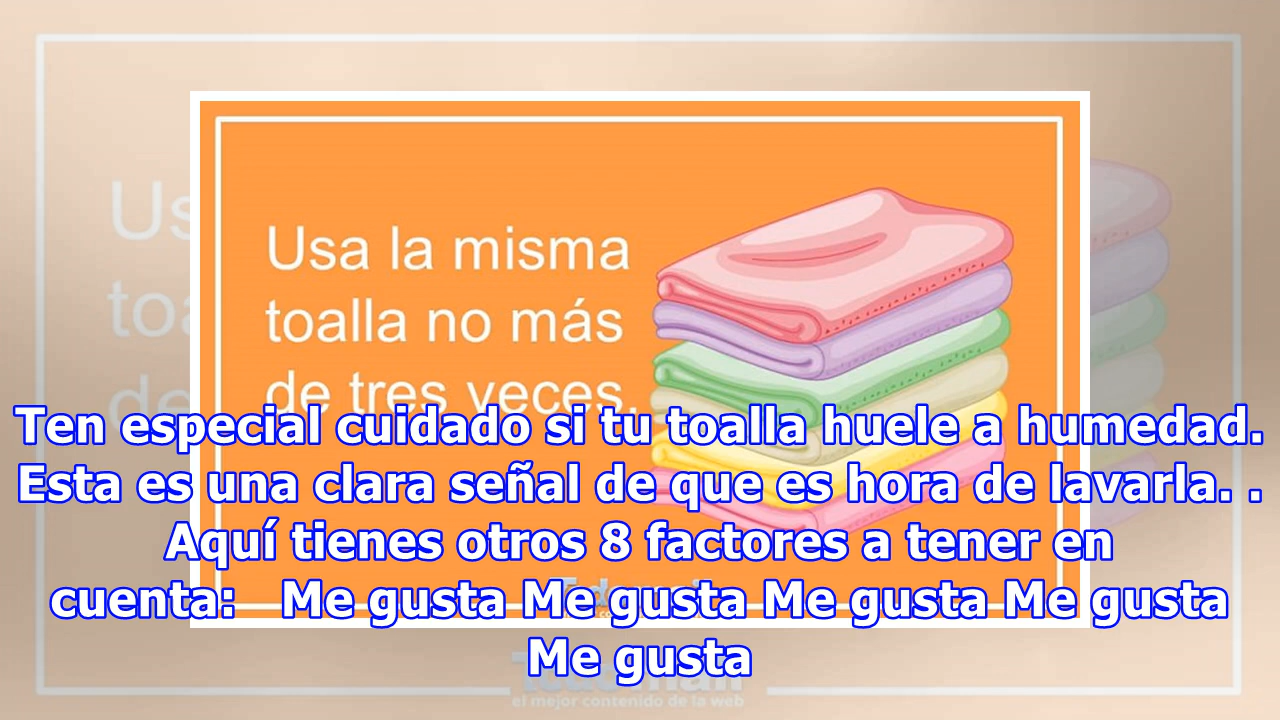 Usa la misma
toalla no más
de tres veces.
Ten especial cuidado si tu toalla huele a humedad.
Esta es una clara señal de que es hora de lavarla. .
Aquí tienes otros 8 factores a tener en
cuenta: Me gusta Me gusta Me gusta Me gusta
Me gusta
el mejor contenido de la web